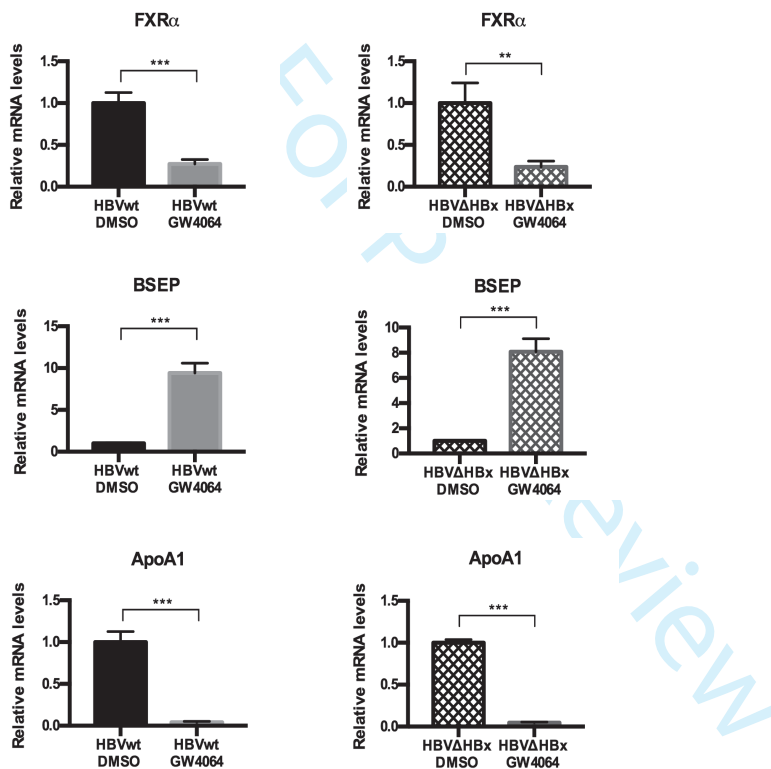 FXRα
Relative mRNA levels
1.5
1.0
0.5
0.0
***
HBVwt HBVwt
DMSO GW4064
FXRα
Relative mRNA levels
1.5
1.0
0.5
0.0
**
HBVΔHBx HBVΔHBx
DMSO GW4064
BSEP
Relative mRNA levels
15
10
5
0
***
HBVwt HBVwt
DMSO GW4064
BSEP
Relative mRNA levels
10
8
6
4
2
0
***
HBVΔHBx HBVΔHBx
DMSO GW4064
ApoA1
Relative mRNA levels
1.5
1.0
0.5
0.0
***
HBVwt HBVwt
DMSO GW4064
ApoA1
Relative mRNA levels
1.5
1.0
0.5
0.0
***
HBVΔHBx HBVΔHBx
DMSO GW4064
For
eview